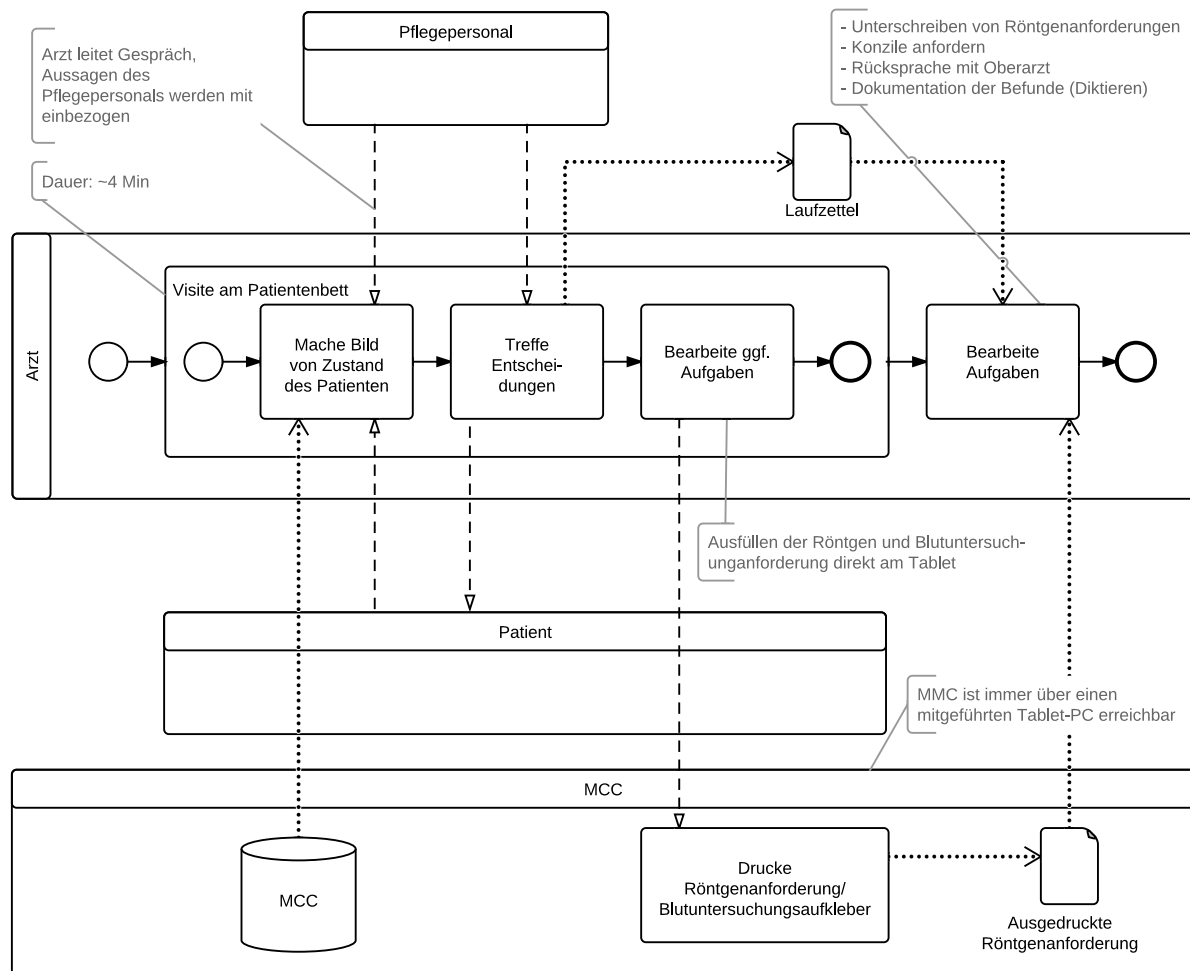 Pflegepersonal
Arzt leitet Gespräch,
Aussagen des
Pflegepersonals werden mit
einbezogen
- Unterschreiben von Röntgenanforderungen
- Konzile anfordern
- Rücksprache mit Oberarzt
- Dokumentation der Befunde (Diktieren)
Dauer: ~4 Min
Laufzettel
Arzt
Visite am Patientenbett
Mache Bild
von Zustand
des Patienten
Treffe
Entschei-
dungen
Bearbeite ggf.
Aufgaben
Bearbeite
Aufgaben
Ausfüllen der Röntgen und Blutuntersuch-
unganforderung direkt am Tablet
Patient
MMC ist immer über einen
mitgeführten Tablet-PC erreichbar
MCC
MCC
Drucke
Röntgenanforderung/
Blutuntersuchungsaufkleber
Ausgedruckte
Röntgenanforderung